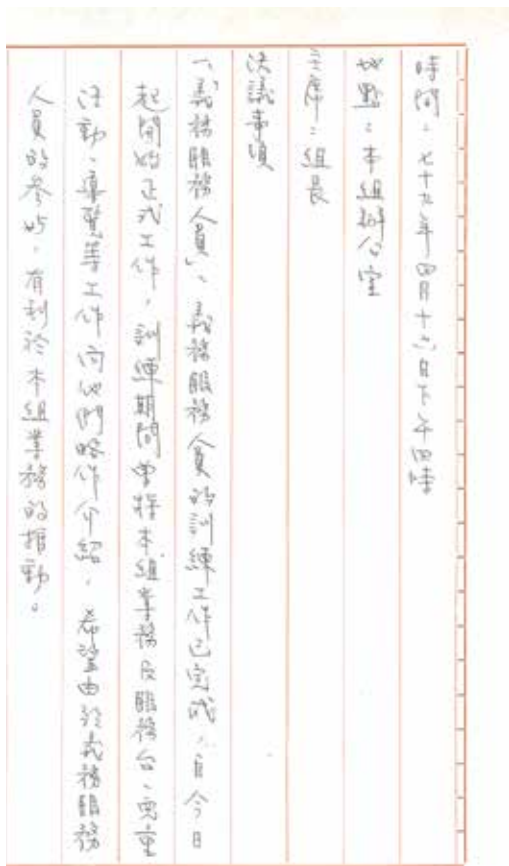 時間：七十九年四月十六日下午四時
地點：本組辦公室
主席：組長
決議事項
一、「義務服務人員」、義務服務人員的訓練工作已完成，自今日
起開始正式工作，訓練期間曾將本組業務及服務台、兒童
活動、導覽等工作向他們略作介紹，希望由於義務服務
人員的參與，有利於本組業務的推動。